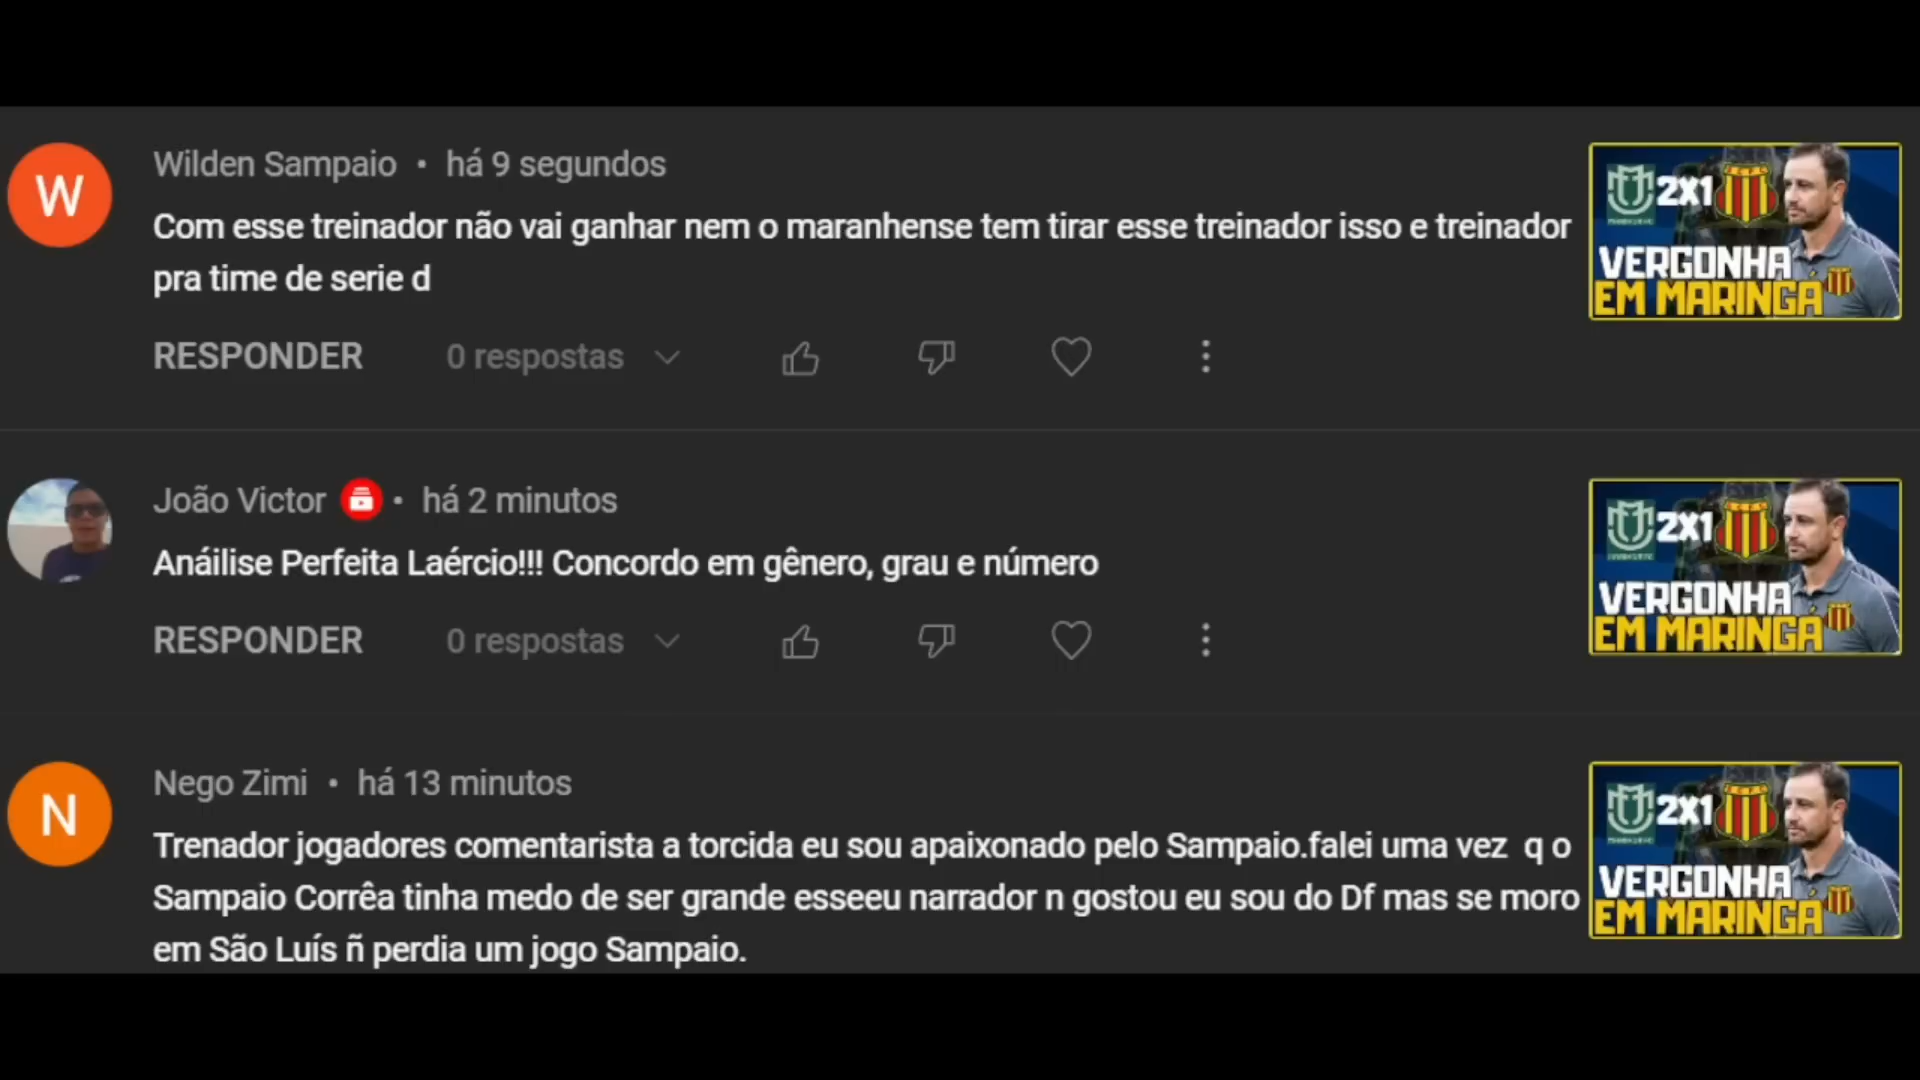 W
Wilden Sampaio • há 9 segundos
Com esse treinador não vai ganhar nem o maranhense tem tirar esse treinador isso e treinador
pra time de serie d
RESPONDER 0 respostas
2X1
VERGONHA
EM MARINGÁ
João Victor • há 2 minutos
Anáilise Perfeita Laércio!!! Concordo em gênero, grau e número
RESPONDER 0 respostas
2X1
VERGONHA
EM MARINGÁ
N
Nego Zimi • há 13 minutos
Trenador jogadores comentarista a torcida eu sou apaixonado pelo Sampaio.falei uma vez q o
Sampaio Corrêa tinha medo de ser grande esseeu narrador n gostou eu sou do Df mas se moro
em São Luís ñ perdia um jogo Sampaio.
2X1
VERGONHA
EM MARINGÁ